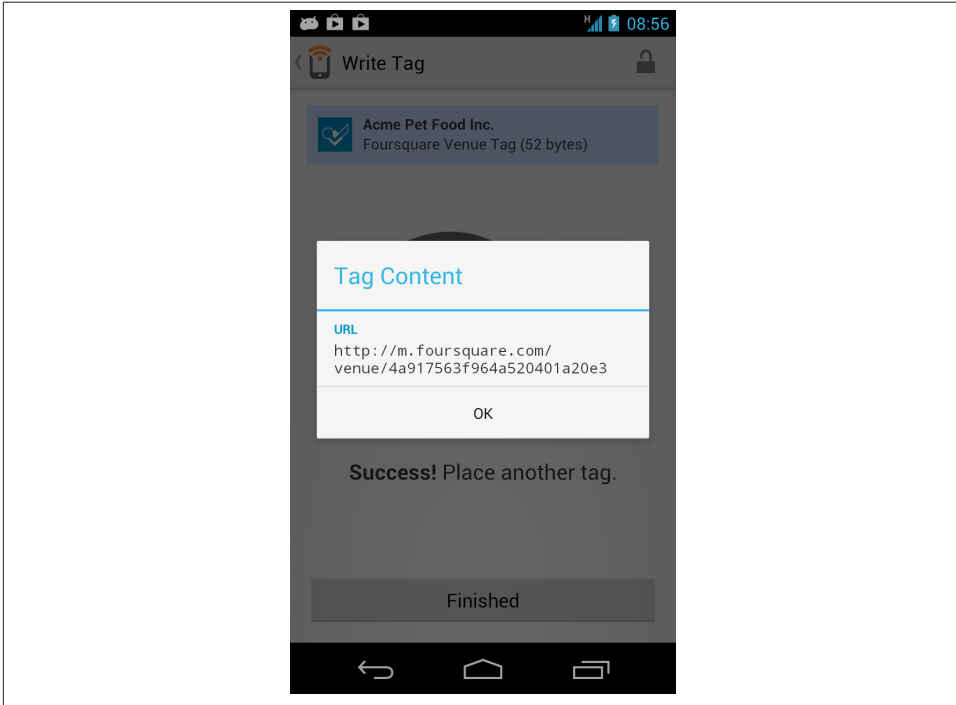 H 08:56
Write Tag
Acme Pet Food Inc.
Foursquare Venue Tag (52 bytes)
Tag Content
URL
http://m.foursquare.com/
venue/4a917563f964a520401a20e3
OK
Success! Place another tag.
Finished